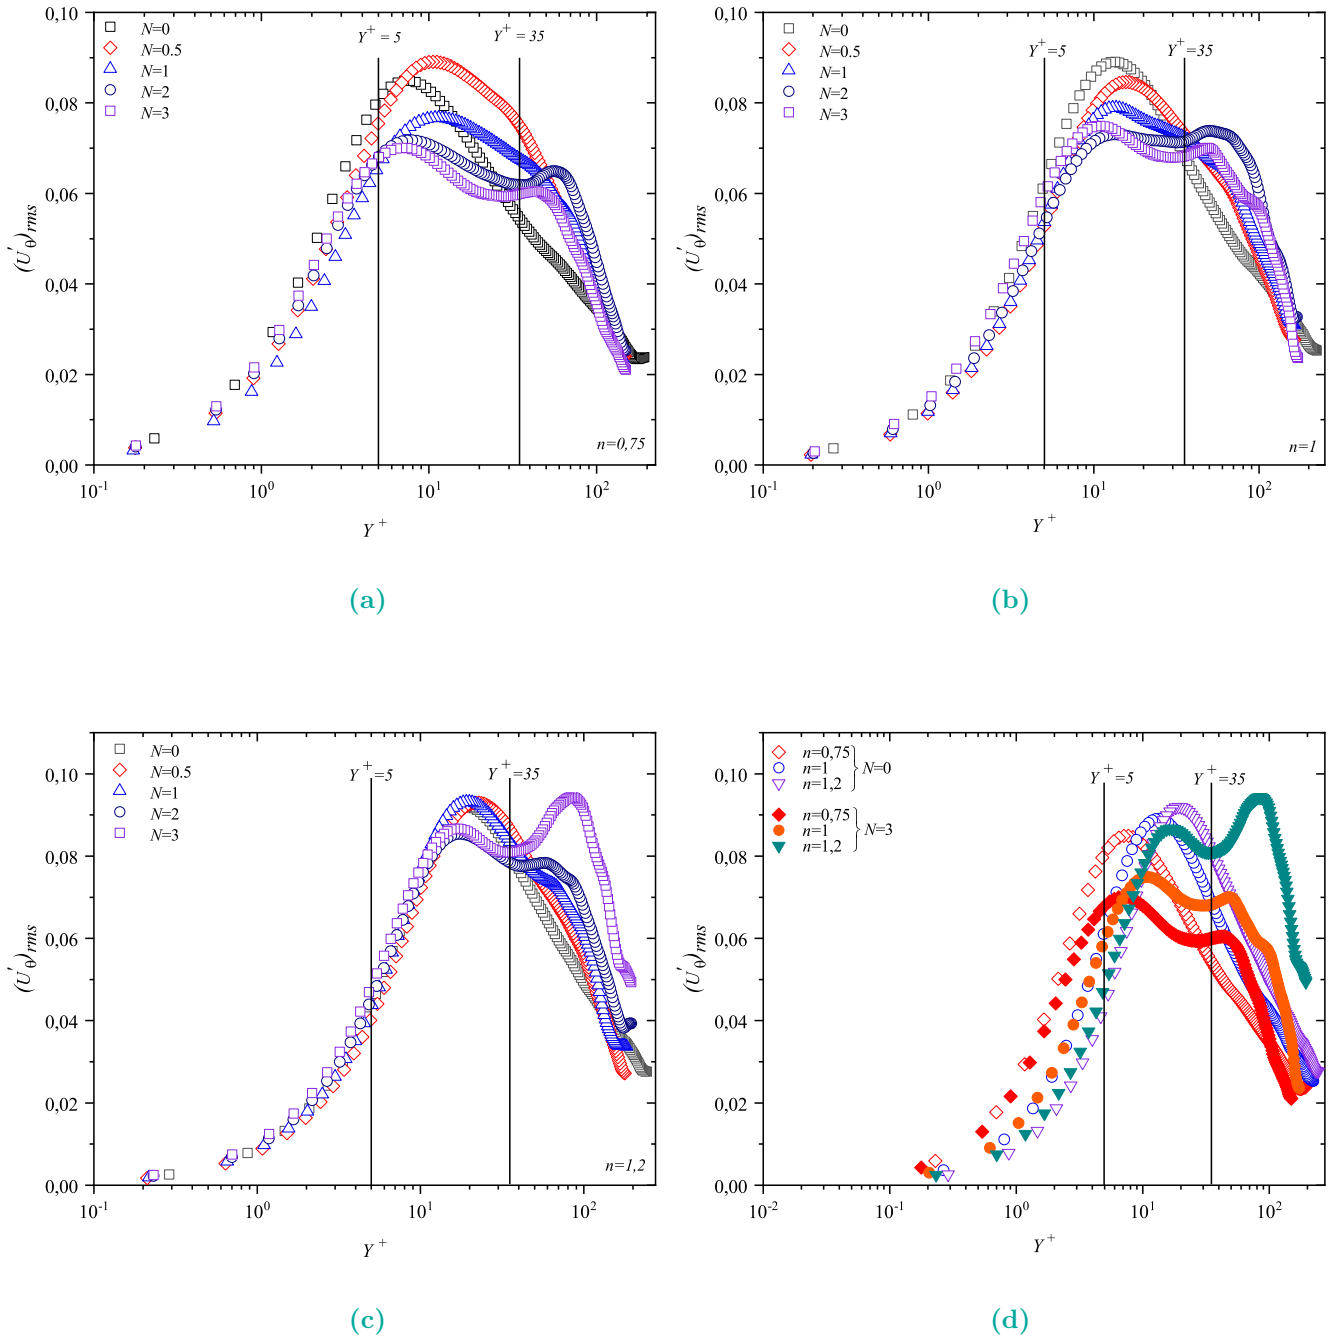 0,10
0,08
0,06
0,04
0,02
0,00
(U'θ)rms
N=0
N=0.5
N=1
N=2
N=3
Y+ = 5
Y+ = 35
n=0,75
10-1
100
101
102
Y+
(a)
0,10
0,08
0,06
0,04
0,02
0,00
(U'θ)rms
N=0
N=0.5
N=1
N=2
N=3
Y+=5
Y+=35
n=1
10-1
100
101
102
Y+
(b)
0,10
0,08
0,06
0,04
0,02
0,00
(U'θ)rms
N=0
N=0.5
N=1
N=2
N=3
Y+=5
Y+=35
n=1,2
10-1
100
101
102
Y+
(c)
0,10
0,08
0,06
0,04
0,02
0,00
(U'θ)rms
n=0,75
n=1
n=1,2
N=0
n=0,75
n=1
n=1,2
N=3
Y+=5
Y+=35
10-2
10-1
100
101
102
Y+
(d)